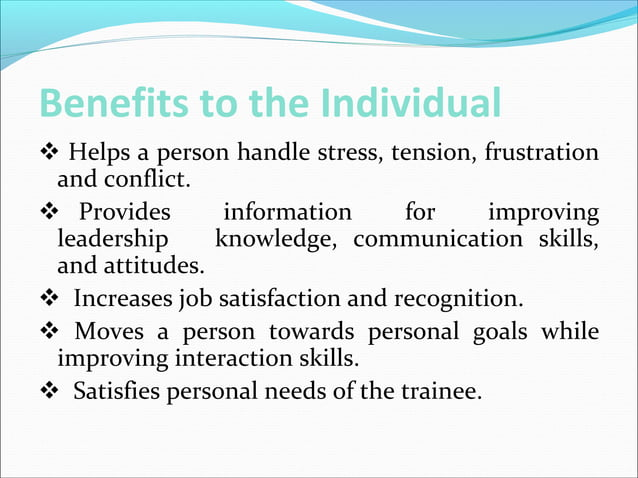 Benefits to the Individual
❖ Helps a person handle stress, tension, frustration
and conflict.
❖ Provides information for improving
leadership knowledge, communication skills,
and attitudes.
❖ Increases job satisfaction and recognition.
❖ Moves a person towards personal goals while
improving interaction skills.
❖ Satisfies personal needs of the trainee.